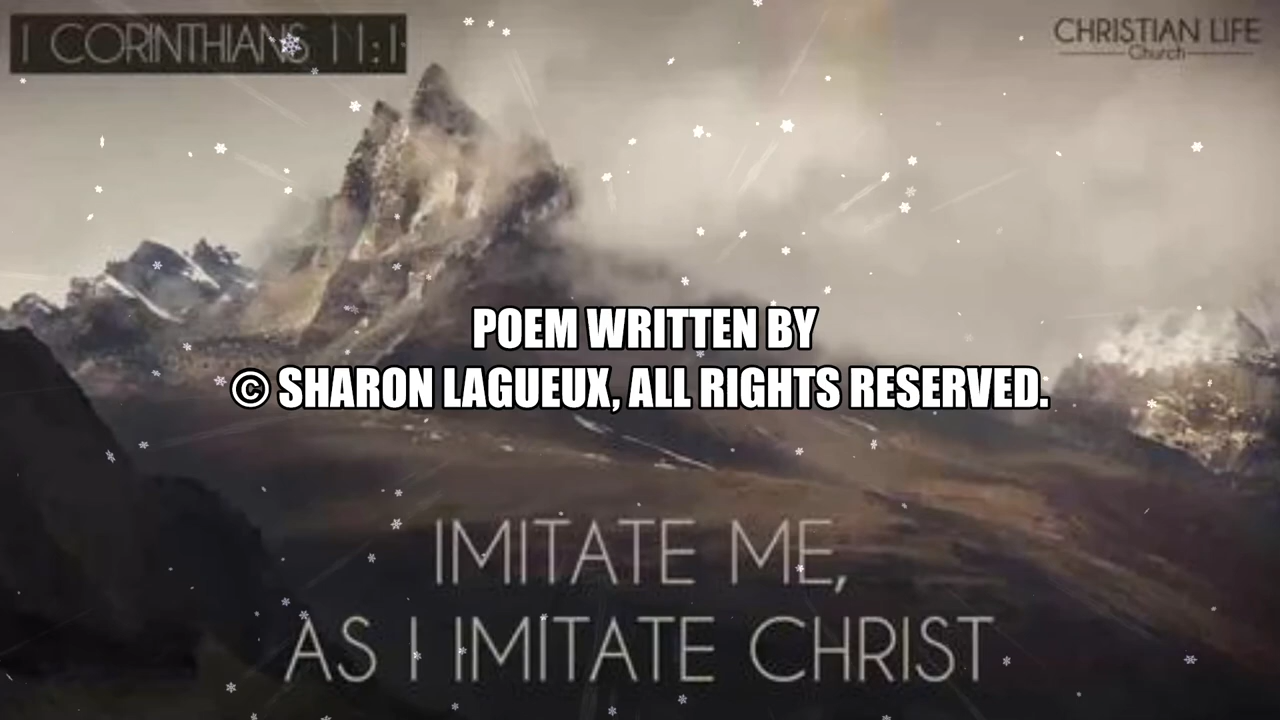 1 CORINTHIANS 11:1
CHRISTIAN LIFE
Church
POEM WRITTEN BY
© SHARON LAGUEUX, ALL RIGHTS RESERVED.
IMITATE ME,
AS I IMITATE CHRIST